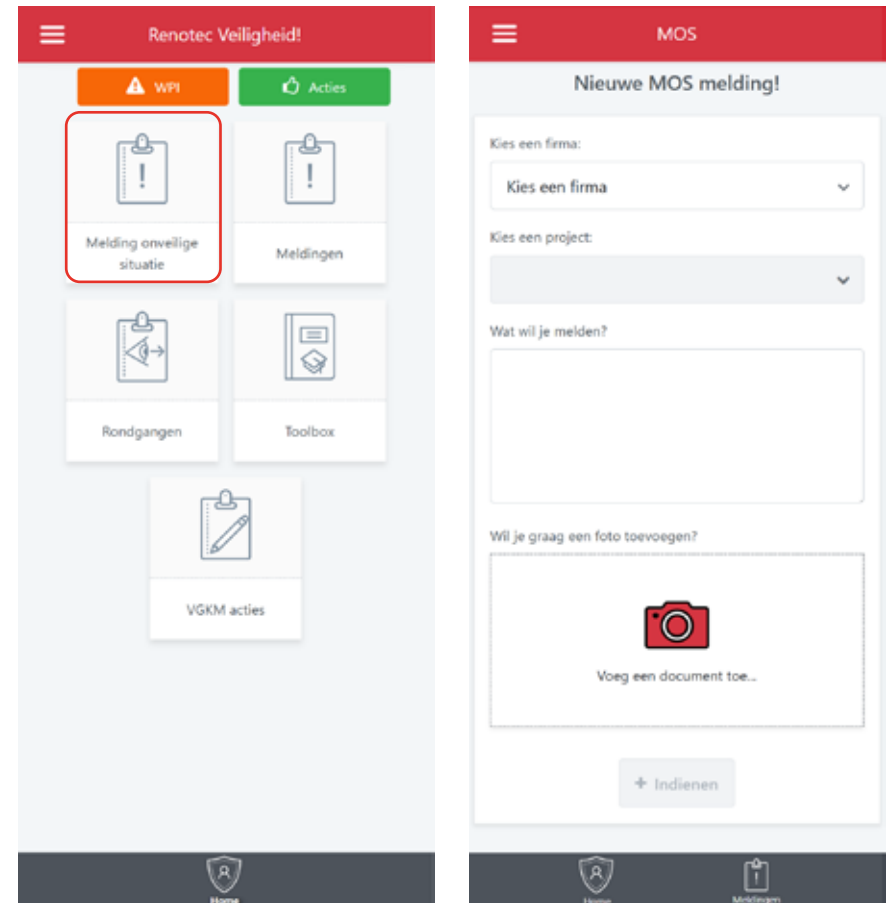 Renotec Veiligheid!
WPI
Acties
Melding onveilige
situatie
Meldingen
Rondgangen
Toolbox
VGKM acties
Home
MOS
Nieuwe MOS melding!
Kies een firma:
Kies een firma
Kies een project:
Wat wil je melden?
Wil je graag een foto toevoegen?
Voeg een document toe...
+ Indienen
Home
Meldingen